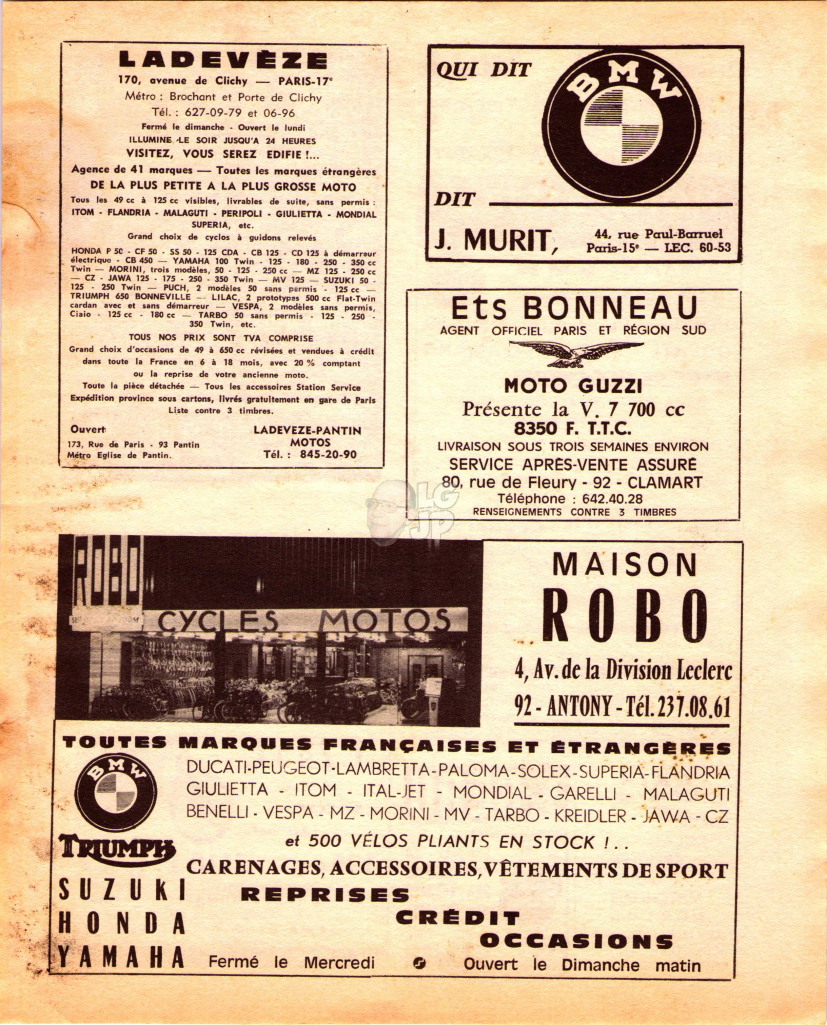 LADEVÈZE
170, avenue de Clichy — PARIS-17e
Métro : Brochant et Porte de Clichy
Tél. : 627-09-79 et 06-96
Fermé le dimanche - Ouvert le lundi
ILLUMINE LE SOIR JUSQU'A 24 HEURES
VISITEZ, VOUS SEREZ EDIFIE !...
Agence de 41 marques — Toutes les marques étrangères
DE LA PLUS PETITE A LA PLUS GROSSE MOTO
Tous les 49 cc à 125 cc visibles, livrables de suite, sans permis :
ITOM - FLANDRIA - MALAGUTI - PERIPOLI - GIULIETTA - MONDIAL
SUPERIA, etc.
Grand choix de cyclos à guidons relevés
HONDA P 50 - CF 50 - SS 50 - 125 CDA - CB 125 - CD 125 à démarreur
électrique - CB 450 — YAMAHA 100 Twin - 125 - 180 - 250 - 350 cc
Twin — MORINI, trois modèles, 50 - 125 - 250 cc — MZ 125 - 250 cc
— CZ - JAWA 125 - 175 - 250 - 350 Twin — MV 125 — SUZUKI 50 -
125 - 250 Twin — PUCH, 2 modèles 50 sans permis - 125 cc —
TRIUMPH 650 BONNEVILLE — LILAC, 2 prototypes 500 cc Flat-Twin
cardan avec et sans démarreur — VESPA, 2 modèles sans permis,
Ciaio - 125 cc - 180 cc — TARBO 50 sans permis - 125 - 250 -
350 Twin, etc.
TOUS NOS PRIX SONT TVA COMPRISE
Grand choix d'occasions de 49 à 650 cc révisées et vendues à crédit
dans toute la France en 6 à 18 mois, avec 20 % comptant
ou la reprise de votre ancienne moto.
Toute la pièce détachée — Tous les accessoires Station Service
Expédition province sous cartons, livrés gratuitement en gare de Paris
Liste contre 3 timbres.
Ouvert
173, Rue de Paris - 93 Pantin
Métro Eglise de Pantin.
LADEVEZE-PANTIN
MOTOS
Tél. : 845-20-90
QUI DIT
BMW
DIT
J. MURIT,
44, rue Paul-Barruel
Paris-15e — LEC. 60-53
Ets BONNEAU
AGENT OFFICIEL PARIS ET RÉGION SUD
MOTO GUZZI
Présente la V. 7 700 cc
8350 F. T.T.C.
LIVRAISON SOUS TROIS SEMAINES ENVIRON
SERVICE APRÈS-VENTE ASSURÉ
80, rue de Fleury - 92 - CLAMART
Téléphone : 642.40.28
RENSEIGNEMENTS CONTRE 3 TIMBRES
LG
JP
ROBO
CYCLES MOTOS
MAISON
ROBO
4, Av. de la Division Leclerc
92 - ANTONY - Tél. 237.08.61
TOUTES MARQUES FRANÇAISES ET ÉTRANGÈRES
BMW
DUCATI-PEUGEOT-LAMBRETTA-PALOMA-SOLEX-SUPERIA-FLANDRIA
GIULIETTA - ITOM - ITAL-JET - MONDIAL - GARELLI - MALAGUTI
BENELLI - VESPA - MZ - MORINI - MV - TARBO - KREIDLER - JAWA - CZ
et 500 VÉLOS PLIANTS EN STOCK !..
TRIUMPH
CARENAGES, ACCESSOIRES, VÊTEMENTS DE SPORT
SUZUKI
REPRISES
HONDA
CRÉDIT
OCCASIONS
YAMAHA
Fermé le Mercredi
Ouvert le Dimanche matin